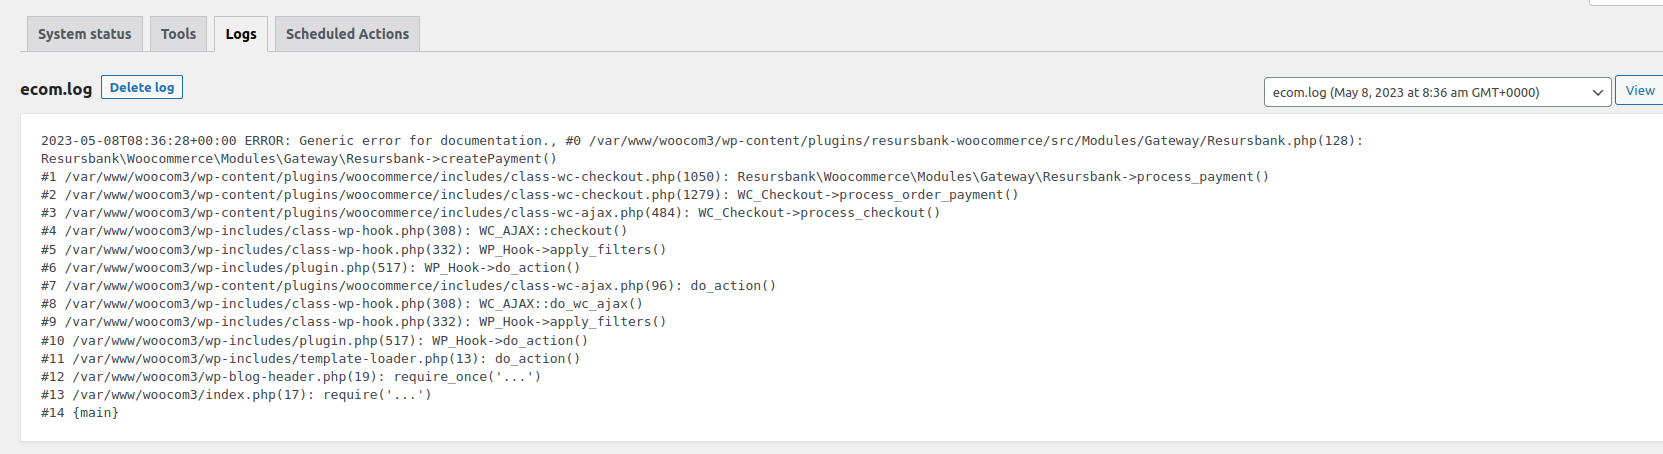 System status
Tools
Logs
Scheduled Actions
ecom.log
Delete log
ecom.log (May 8, 2023 at 8:36 am GMT+0000)
View
2023-05-08T08:36:28+00:00 ERROR: Generic error for documentation., #0 /var/www/woocom3/wp-content/plugins/resursbank-woocommerce/src/Modules/Gateway/Resursbank.php(128):
Resursbank\Woocommerce\Modules\Gateway\Resursbank->createPayment()
#1 /var/www/woocom3/wp-content/plugins/woocommerce/includes/class-wc-checkout.php(1050): Resursbank\Woocommerce\Modules\Gateway\Resursbank->process_payment()
#2 /var/www/woocom3/wp-content/plugins/woocommerce/includes/class-wc-checkout.php(1279): WC_Checkout->process_order_payment()
#3 /var/www/woocom3/wp-content/plugins/woocommerce/includes/class-wc-ajax.php(484): WC_Checkout->process_checkout()
#4 /var/www/woocom3/wp-includes/class-wp-hook.php(308): WC_AJAX::checkout()
#5 /var/www/woocom3/wp-includes/class-wp-hook.php(332): WP_Hook->apply_filters()
#6 /var/www/woocom3/wp-includes/plugin.php(517): WP_Hook->do_action()
#7 /var/www/woocom3/wp-content/plugins/woocommerce/includes/class-wc-ajax.php(96): do_action()
#8 /var/www/woocom3/wp-includes/class-wp-hook.php(308): WC_AJAX::do_wc_ajax()
#9 /var/www/woocom3/wp-includes/class-wp-hook.php(332): WP_Hook->apply_filters()
#10 /var/www/woocom3/wp-includes/plugin.php(517): WP_Hook->do_action()
#11 /var/www/woocom3/wp-includes/template-loader.php(13): do_action()
#12 /var/www/woocom3/wp-blog-header.php(19): require_once('...')
#13 /var/www/woocom3/index.php(17): require('...')
#14 {main}